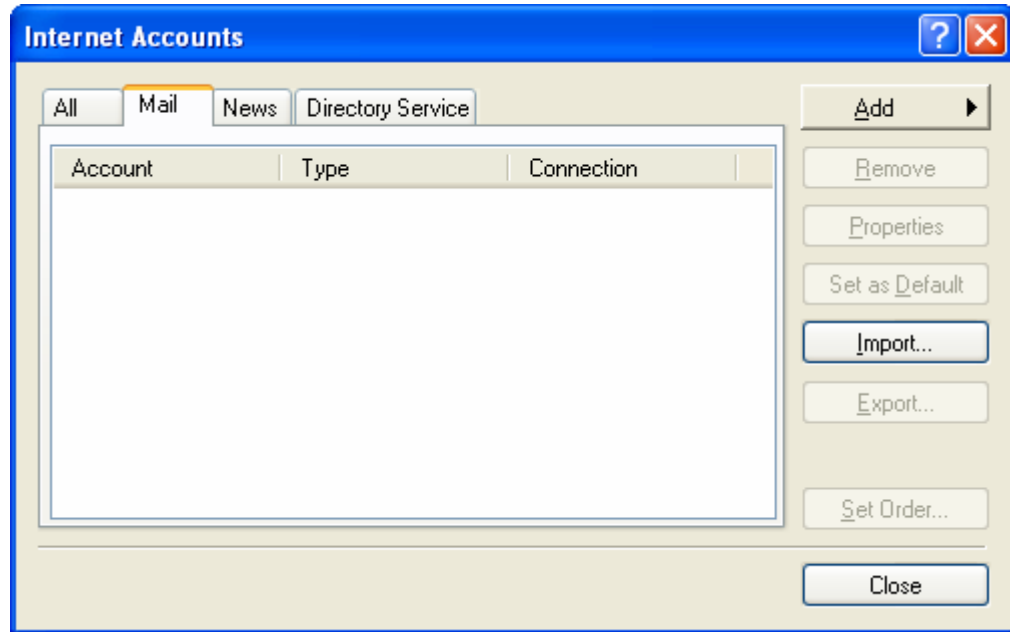 Internet Accounts
All Mail News Directory Service
Account Type Connection
Add
Remove
Properties
Set as Default
Import...
Export...
Set Order...
Close